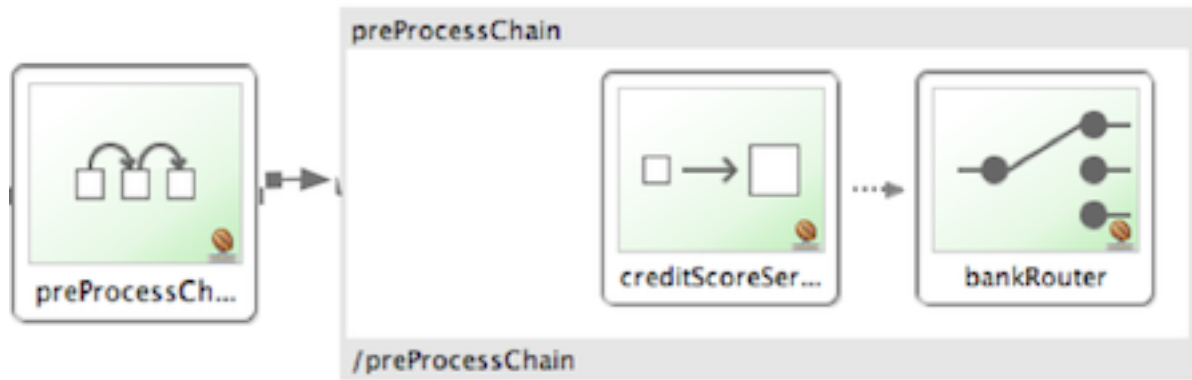 preProcessChain
preProcessCh...
creditScoreSer...
bankRouter
/preProcessChain